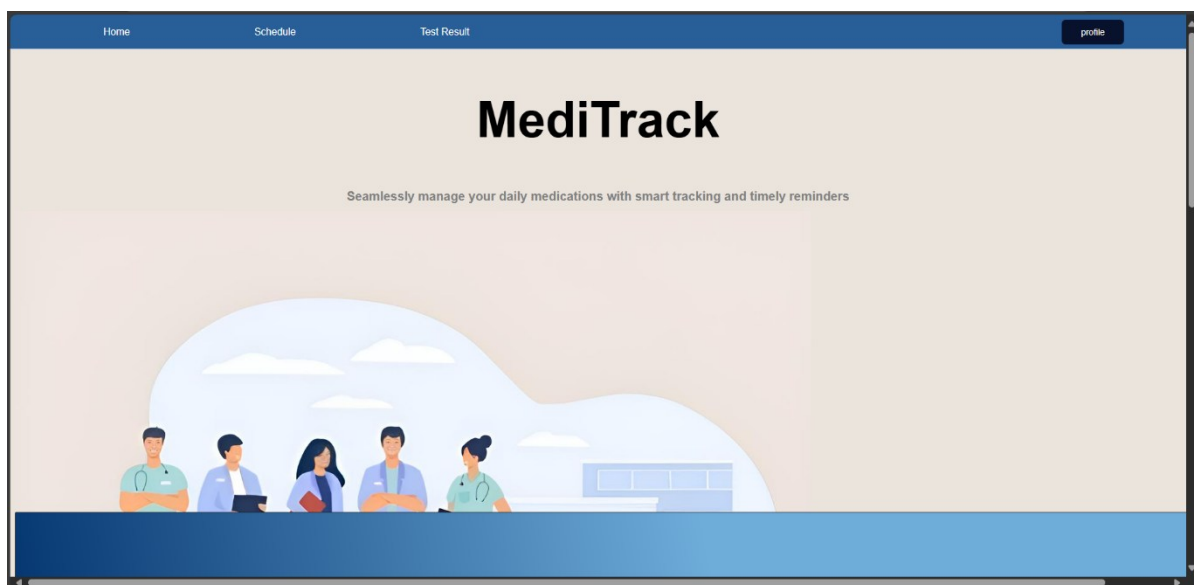 Home Schedule Test Result profile
MediTrack
Seamlessly manage your daily medications with smart tracking and timely reminders